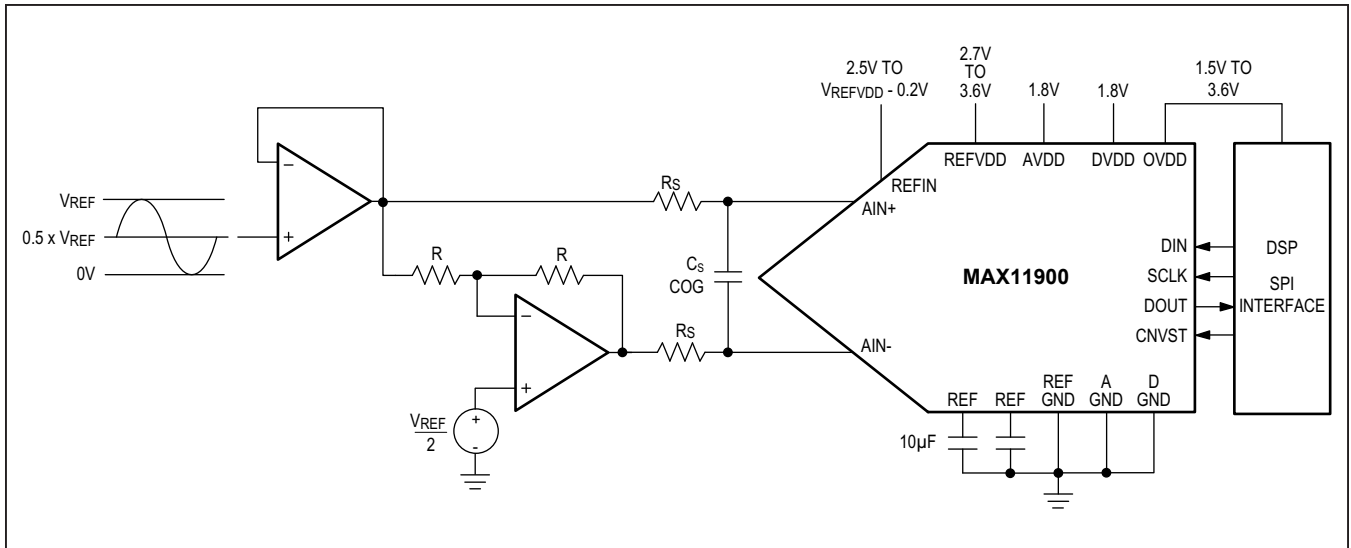 2.5V TO
VREFVDD - 0.2V
2.7V
TO
3.6V
1.8V
1.8V
1.5V TO
3.6V
REFVDD
AVDD
DVDD
OVDD
REFIN
AIN+
VREF
0.5 x VREF
0V
−
+
RS
R
R
CS
COG
−
+
RS
AIN-
MAX11900
DIN
SCLK
DOUT
CNVST
DSP
SPI
INTERFACE
VREF
2
+
-
REF
REF
REF
GND
A
GND
D
GND
10µF